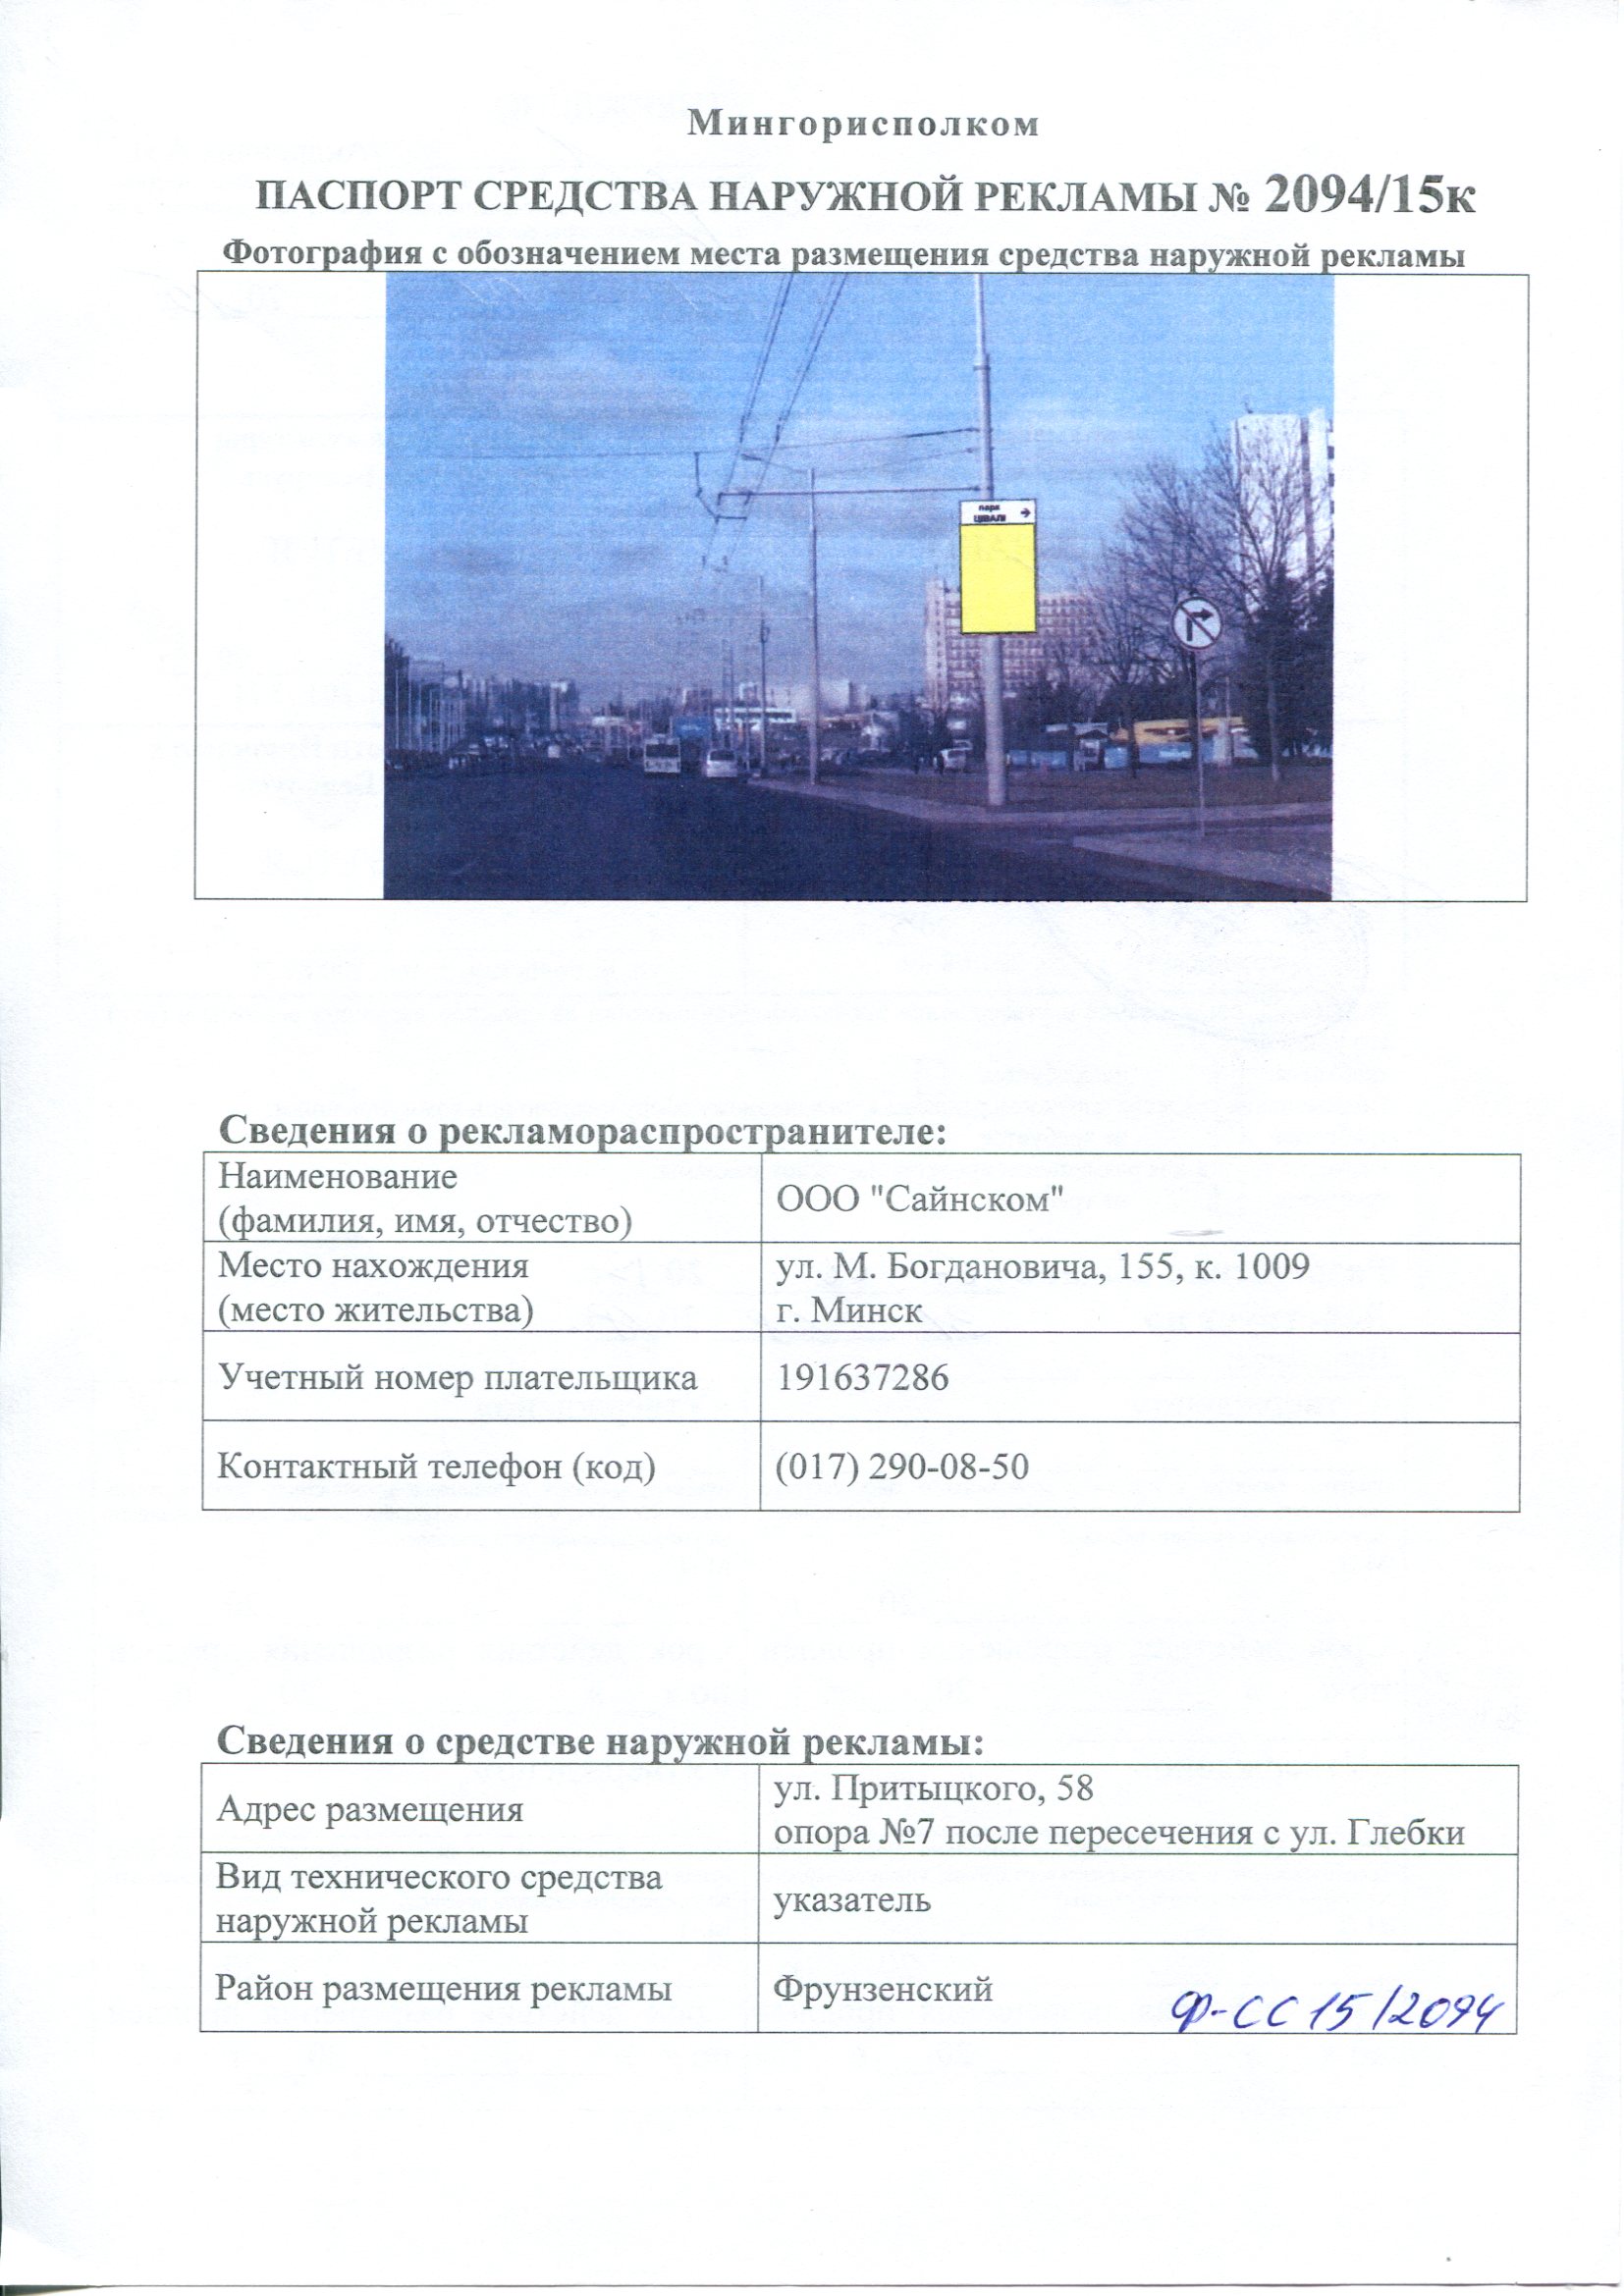 Мингорисполком
ПАСПОРТ СРЕДСТВА НАРУЖНОЙ РЕКЛАМЫ № 2094/15к
Фотография с обозначением места размещения средства наружной рекламы
парк
ЦІВАЛІ
Сведения о рекламораспространителе:
Наименование
(фамилия, имя, отчество)
ООО "Сайнском"
Место нахождения
(место жительства)
ул. М. Богдановича, 155, к. 1009
г. Минск
Учетный номер плательщика
191637286
Контактный телефон (код)
(017) 290-08-50
Сведения о средстве наружной рекламы:
Адрес размещения
ул. Притыцкого, 58
опора №7 после пересечения с ул. Глебки
Вид технического средства
наружной рекламы
указатель
Район размещения рекламы
Фрунзенский
Ф-СС15/2094